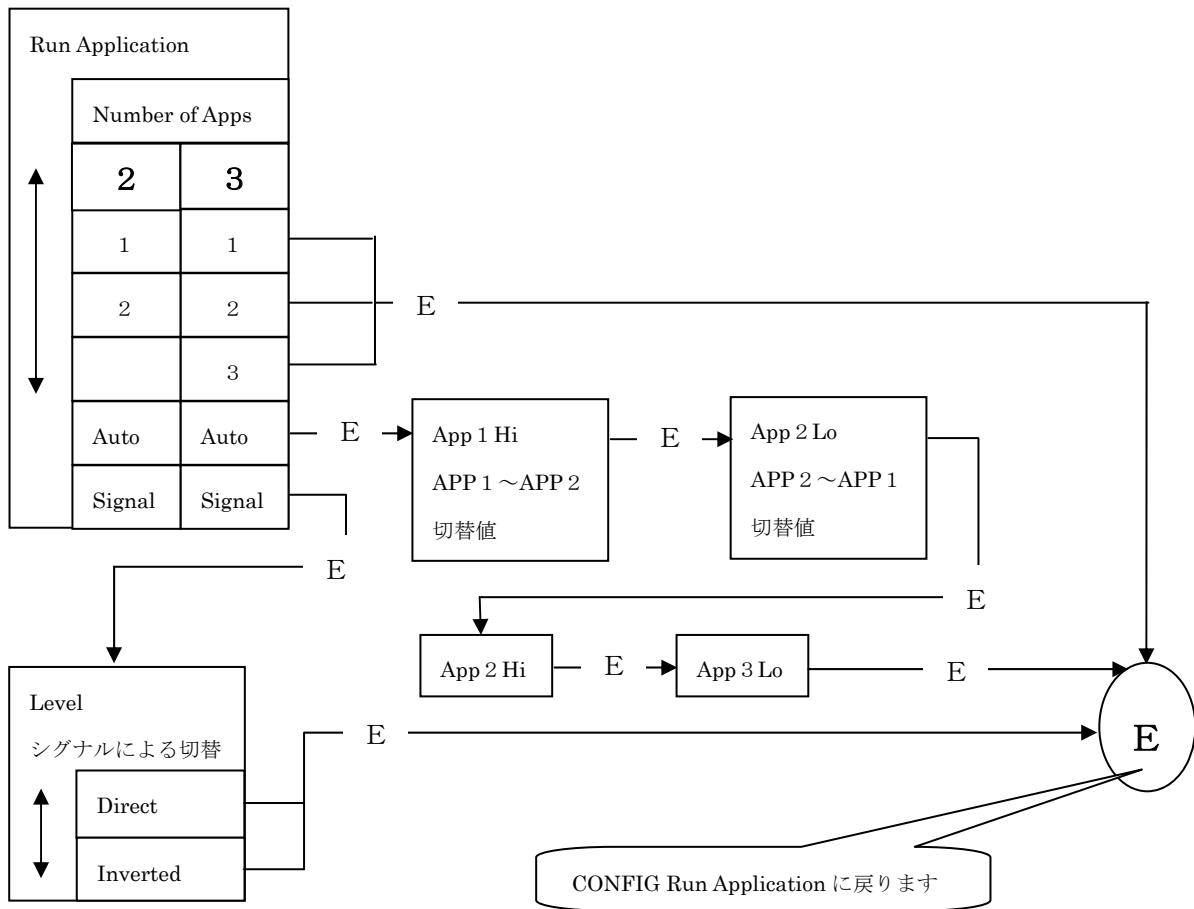 Run Application
Number of Apps
2 3
1 1
2 2
3
Auto Auto
Signal Signal
E
E
App 1 Hi
APP 1 ~APP 2
切替値
E
App 2 Lo
APP 2 ~APP 1
切替値
E
E
App 2 Hi
E
App 3 Lo
E
Level
シグナルによる切替
Direct
Inverted
E
E
CONFIG Run Application に戻ります